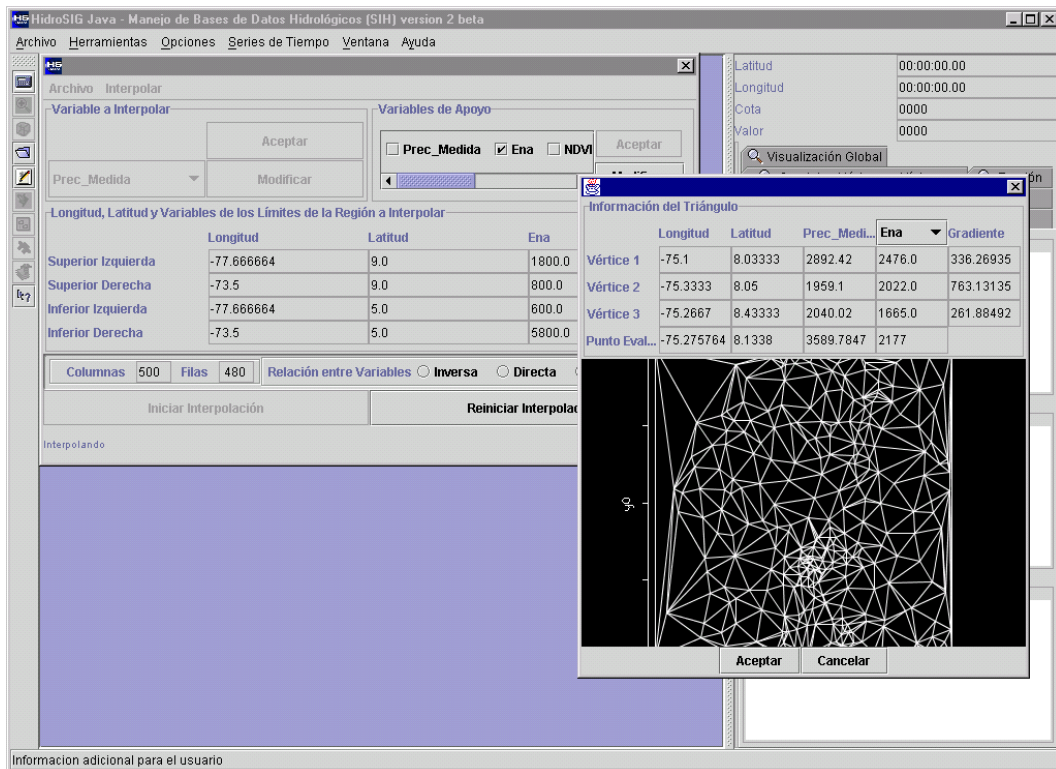 HidroSIG Java - Manejo de Bases de Datos Hidrológicos (SIH) version 2 beta
Archivo Herramientas Opciones Series de Tiempo Ventana Ayuda
Archivo Interpolar
Variable a Interpolar
Aceptar
Prec_Medida Modificar
Variables de Apoyo
Prec_Medida Ena NDVI Aceptar
Longitud, Latitud y Variables de los Límites de la Región a Interpolar
Longitud Latitud Ena
Superior Izquierda -77.666664 9.0 1800.0
Superior Derecha -73.5 9.0 800.0
Inferior Izquierda -77.666664 5.0 600.0
Inferior Derecha -73.5 5.0 5800.0
Columnas 500 Filas 480 Relación entre Variables Inversa Directa
Iniciar Interpolación Reiniciar Interpolac
Interpolando
Latitud 00:00:00.00
Longitud 00:00:00.00
Cota 0000
Valor 0000
Visualización Global
Información del Triángulo
Longitud Latitud Prec_Medi... Ena Gradiente
Vértice 1 -75.1 8.03333 2892.42 2476.0 336.26935
Vértice 2 -75.3333 8.05 1959.1 2022.0 763.13135
Vértice 3 -75.2667 8.43333 2040.02 1665.0 261.88492
Punto Eval... -75.275764 8.1338 3589.7847 2177
Aceptar Cancelar
Informacion adicional para el usuario